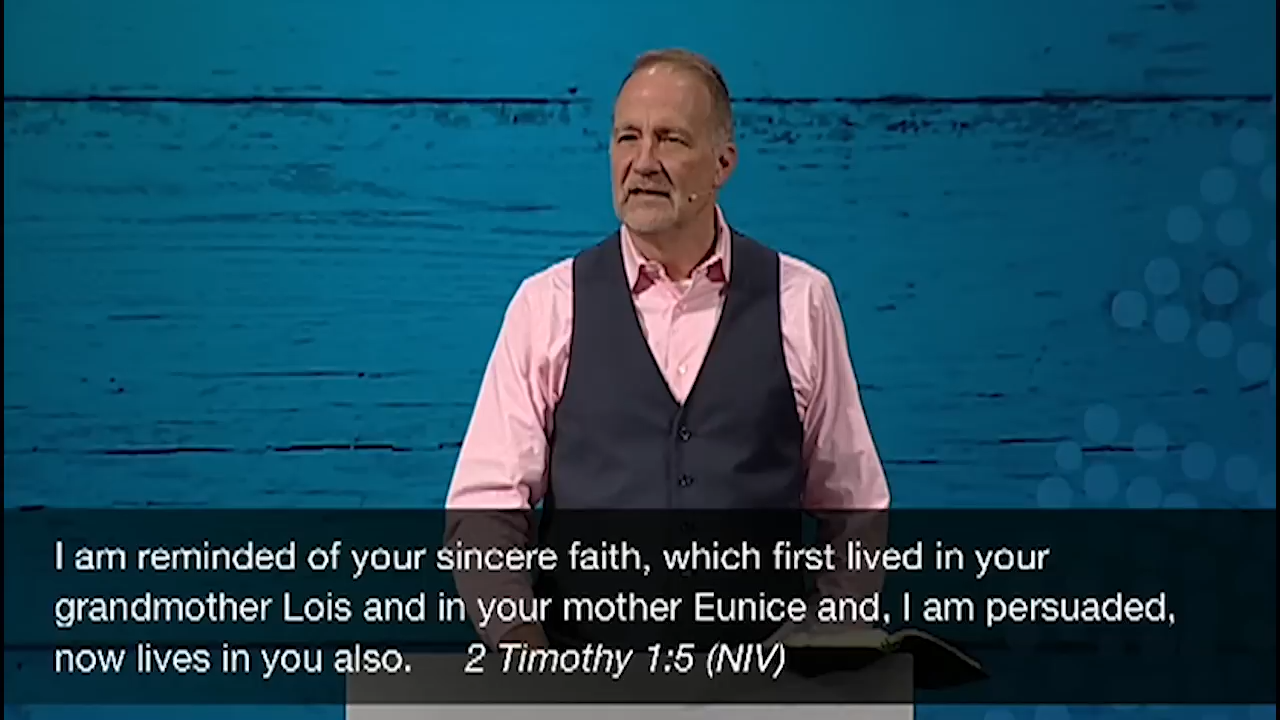 I am reminded of your sincere faith, which first lived in your
grandmother Lois and in your mother Eunice and, I am persuaded,
now lives in you also. 2 Timothy 1:5 (NIV)